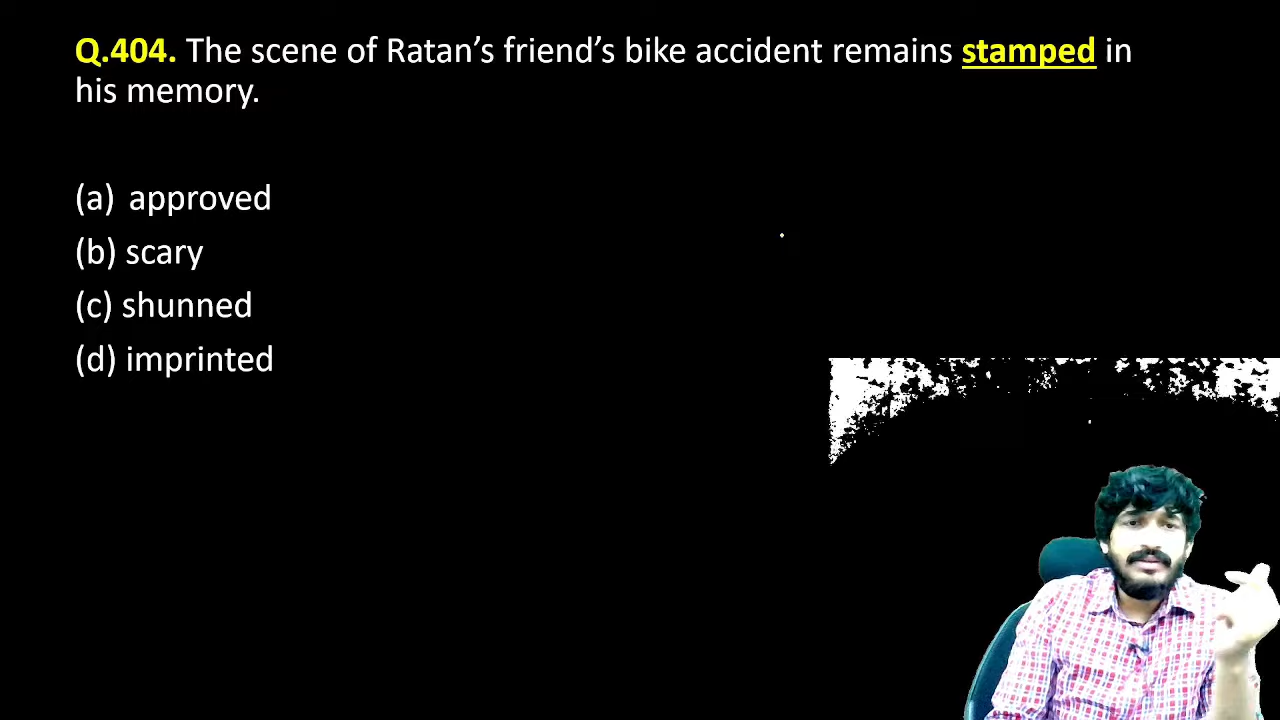 Q.404. The scene of Ratan’s friend’s bike accident remains stamped in
his memory.
(a) approved
(b) scary
(c) shunned
(d) imprinted